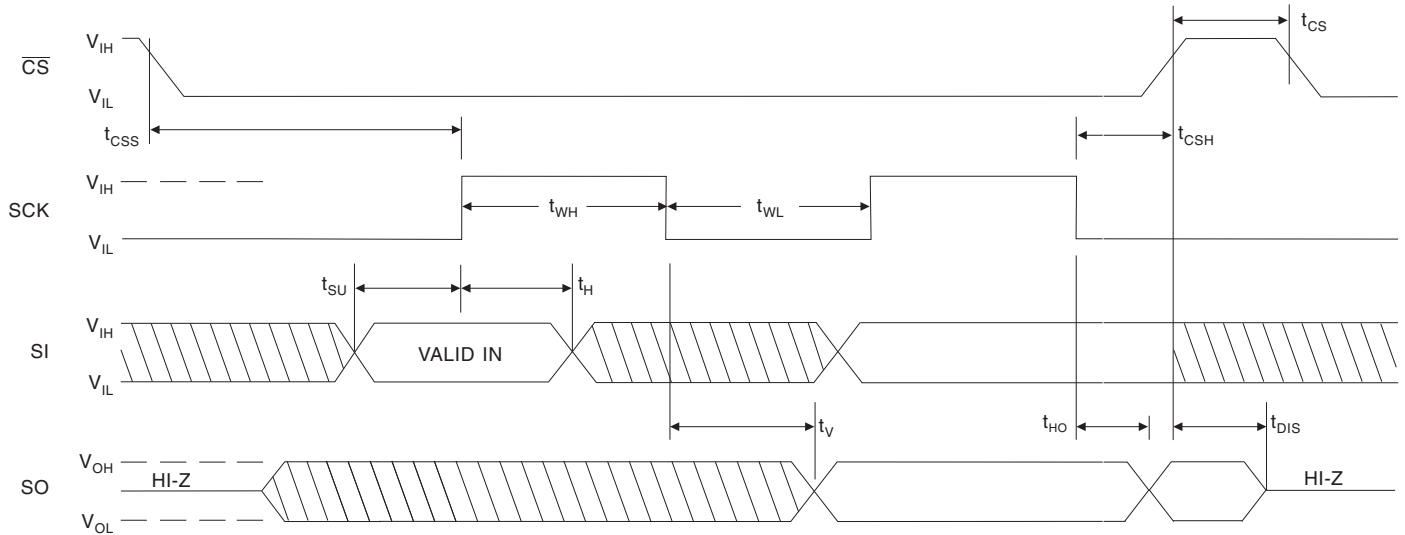 t_CS
V_IH
C̅S̅
V_IL
t_CSS
t_CSH
V_IH
SCK
t_WH
t_WL
V_IL
t_SU
t_H
V_IH
SI
VALID IN
V_IL
t_V
t_HO
t_DIS
V_OH
HI-Z
HI-Z
SO
V_OL